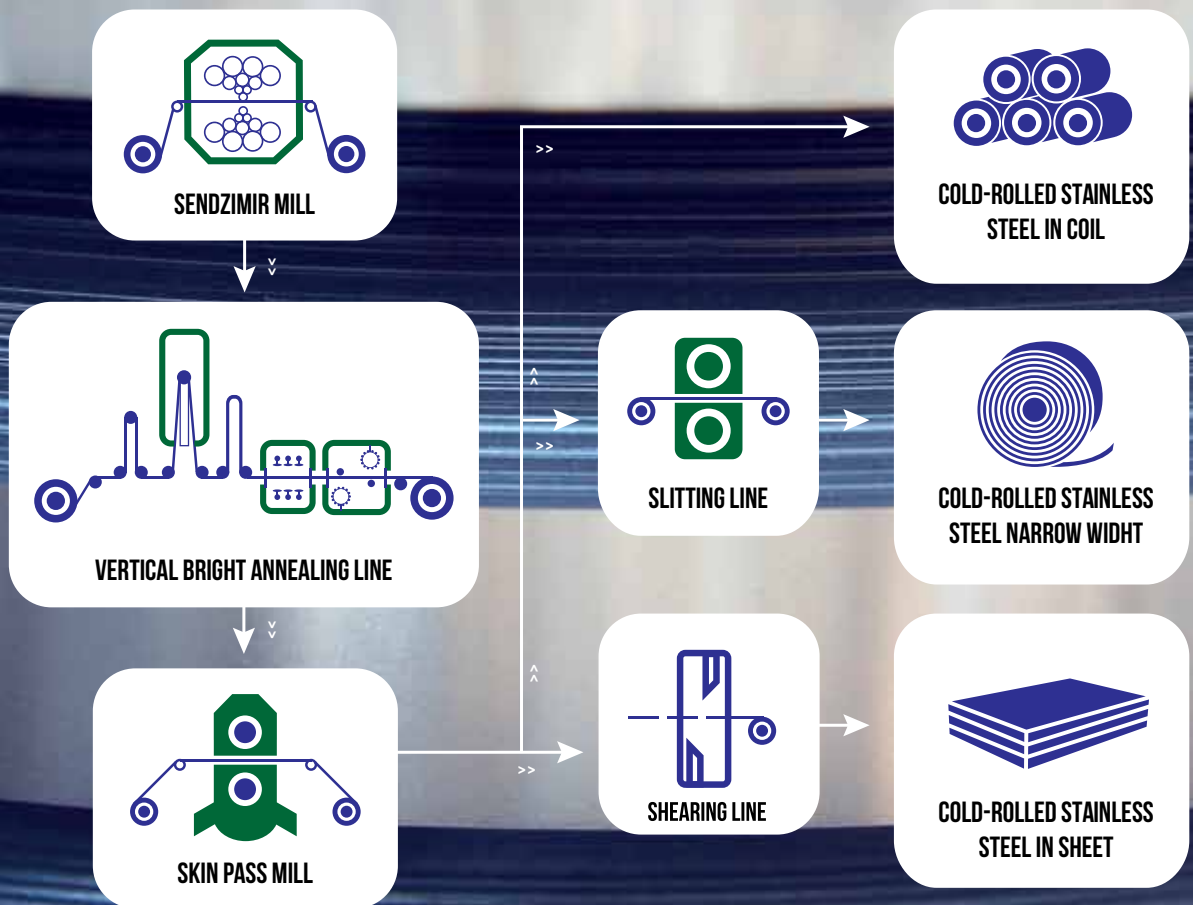 SENDZIMIR MILL
>>
VERTICAL BRIGHT ANNEALING LINE
>>
SKIN PASS MILL
>>
>>
>>
>>
>>
SLITTING LINE
SHEARING LINE
COLD-ROLLED STAINLESS
STEEL IN COIL
COLD-ROLLED STAINLESS
STEEL NARROW WIDHT
COLD-ROLLED STAINLESS
STEEL IN SHEET